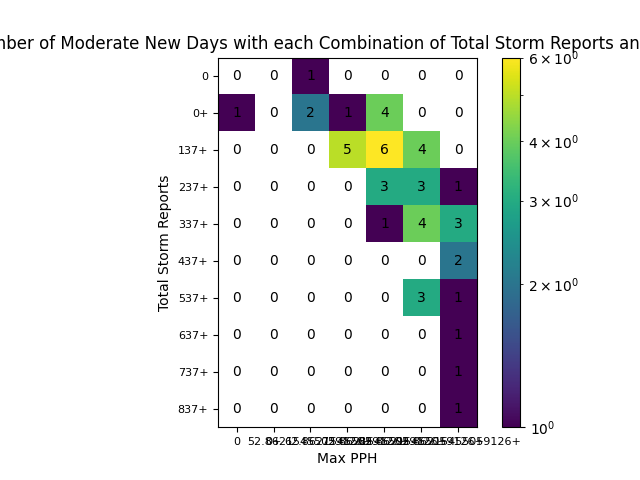 mber of Moderate New Days with each Combination of Total Storm Reports an
0 0 0 1 0 0 0 0
0+ 1 0 2 1 4 0 0
137+ 0 0 0 5 6 4 0
237+ 0 0 0 0 3 3 1
337+ 0 0 0 0 1 4 3
437+ 0 0 0 0 0 0 2
537+ 0 0 0 0 0 3 1
637+ 0 0 0 0 0 0 1
737+ 0 0 0 0 0 0 1
837+ 0 0 0 0 0 0 1
0
Max PPH
Total Storm Reports
6 × 10⁰
4 × 10⁰
3 × 10⁰
2 × 10⁰
10⁰